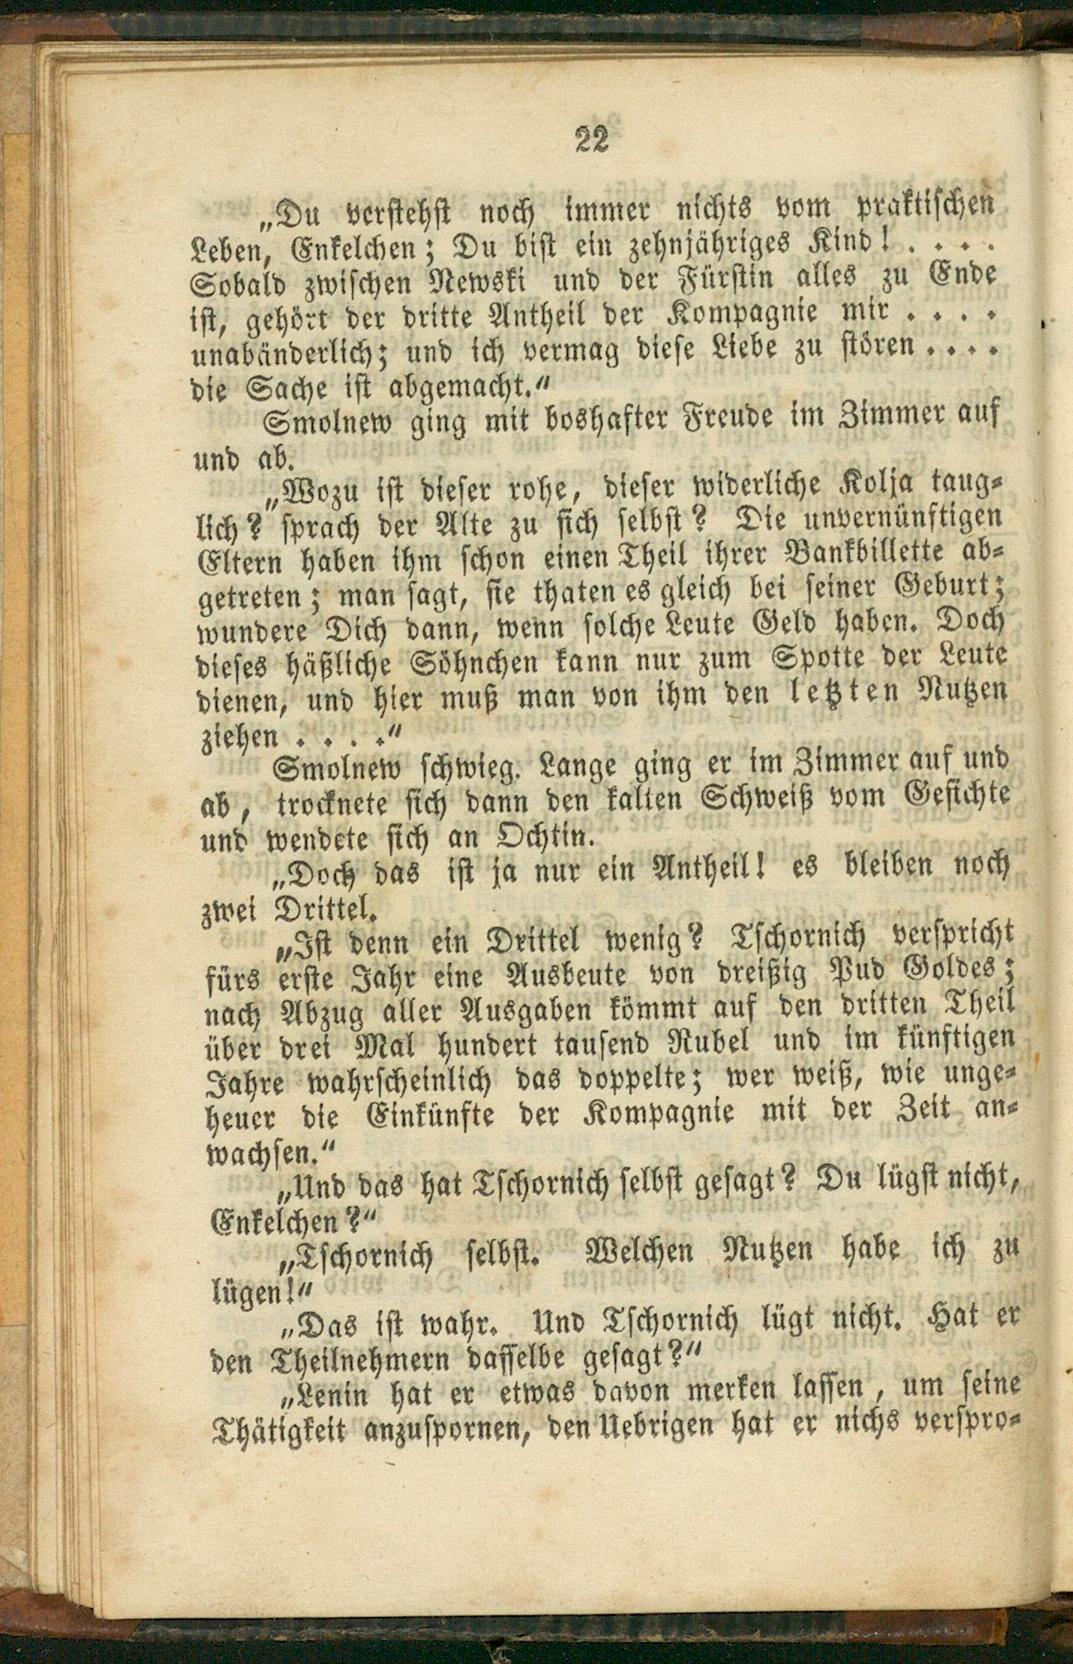 22
„Du verstehst noch immer nichts vom praktischen
Leben, Enkelchen; Du bist ein zehnjähriges Kind! . . . .
Sobald zwischen Newski und der Fürstin alles zu Ende
ist, gehört der dritte Antheil der Kompagnie mir . . . .
unabänderlich; und ich vermag diese Liebe zu stören . . . .
die Sache ist abgemacht.“
Smolnew ging mit boshafter Freude im Zimmer auf
und ab.
„Wozu ist dieser rohe, dieser widerliche Kolja taug-
lich? sprach der Alte zu sich selbst? Die unvernünftigen
Eltern haben ihm schon einen Theil ihrer Bankbillette ab-
getreten; man sagt, sie thaten es gleich bei seiner Geburt;
wundere Dich dann, wenn solche Leute Geld haben. Doch
dieses häßliche Söhnchen kann nur zum Spotte der Leute
dienen, und hier muß man von ihm den letzten Nutzen
ziehen . . . .“
Smolnew schwieg. Lange ging er im Zimmer auf und
ab, trocknete sich dann den kalten Schweiß vom Gesichte
und wendete sich an Ochtin.
„Doch das ist ja nur ein Antheil! es bleiben noch
zwei Drittel.
„Ist denn ein Drittel wenig? Tschornich verspricht
fürs erste Jahr eine Ausbeute von dreißig Pud Goldes;
nach Abzug aller Ausgaben kömmt auf den dritten Theil
über drei Mal hundert tausend Rubel und im künftigen
Jahre wahrscheinlich das doppelte; wer weiß, wie unge-
heuer die Einkünfte der Kompagnie mit der Zeit an-
wachsen.“
„Und das hat Tschornich selbst gesagt? Du lügst nicht,
Enkelchen?“
„Tschornich selbst. Welchen Nutzen habe ich zu
lügen!“
„Das ist wahr. Und Tschornich lügt nicht. Hat er
den Theilnehmern dasselbe gesagt?“
„Lenin hat er etwas davon merken lassen, um seine
Thätigkeit anzuspornen, den Uebrigen hat er nichs verspro-